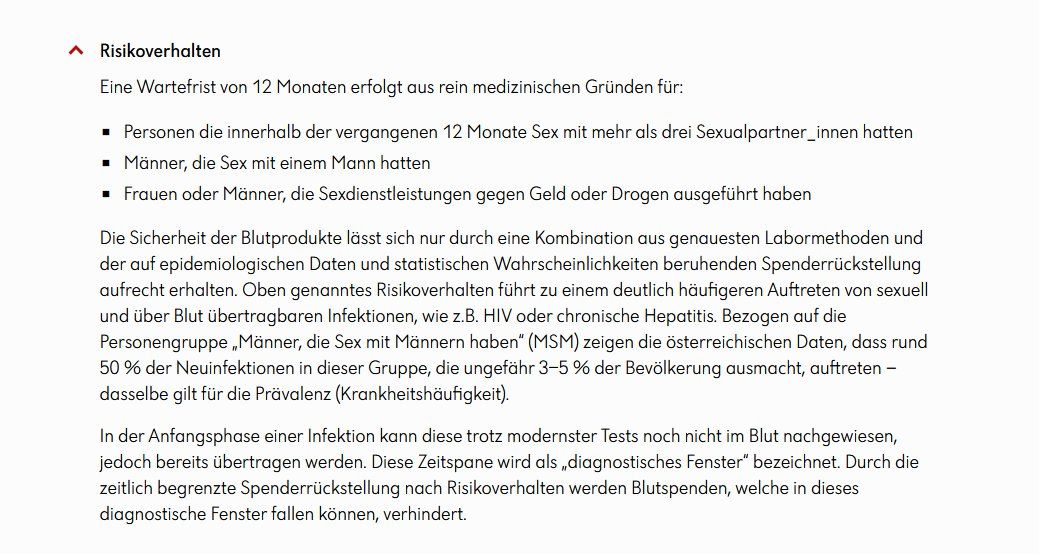 Risikoverhalten
Eine Wartefrist von 12 Monaten erfolgt aus rein medizinischen Gründen für:
▪ Personen die innerhalb der vergangenen 12 Monate Sex mit mehr als drei Sexualpartner_innen hatten
▪ Männer, die Sex mit einem Mann hatten
▪ Frauen oder Männer, die Sexdienstleistungen gegen Geld oder Drogen ausgeführt haben
Die Sicherheit der Blutprodukte lässt sich nur durch eine Kombination aus genauesten Labormethoden und
der auf epidemiologischen Daten und statistischen Wahrscheinlichkeiten beruhenden Spenderrückstellung
aufrecht erhalten. Oben genanntes Risikoverhalten führt zu einem deutlich häufigeren Auftreten von sexuell
und über Blut übertragbaren Infektionen, wie z.B. HIV oder chronische Hepatitis. Bezogen auf die
Personengruppe „Männer, die Sex mit Männern haben“ (MSM) zeigen die österreichischen Daten, dass rund
50 % der Neuinfektionen in dieser Gruppe, die ungefähr 3–5 % der Bevölkerung ausmacht, auftreten –
dasselbe gilt für die Prävalenz (Krankheitshäufigkeit).
In der Anfangsphase einer Infektion kann diese trotz modernster Tests noch nicht im Blut nachgewiesen,
jedoch bereits übertragen werden. Diese Zeitspane wird als „diagnostisches Fenster“ bezeichnet. Durch die
zeitlich begrenzte Spenderrückstellung nach Risikoverhalten werden Blutspenden, welche in dieses
diagnostische Fenster fallen können, verhindert.